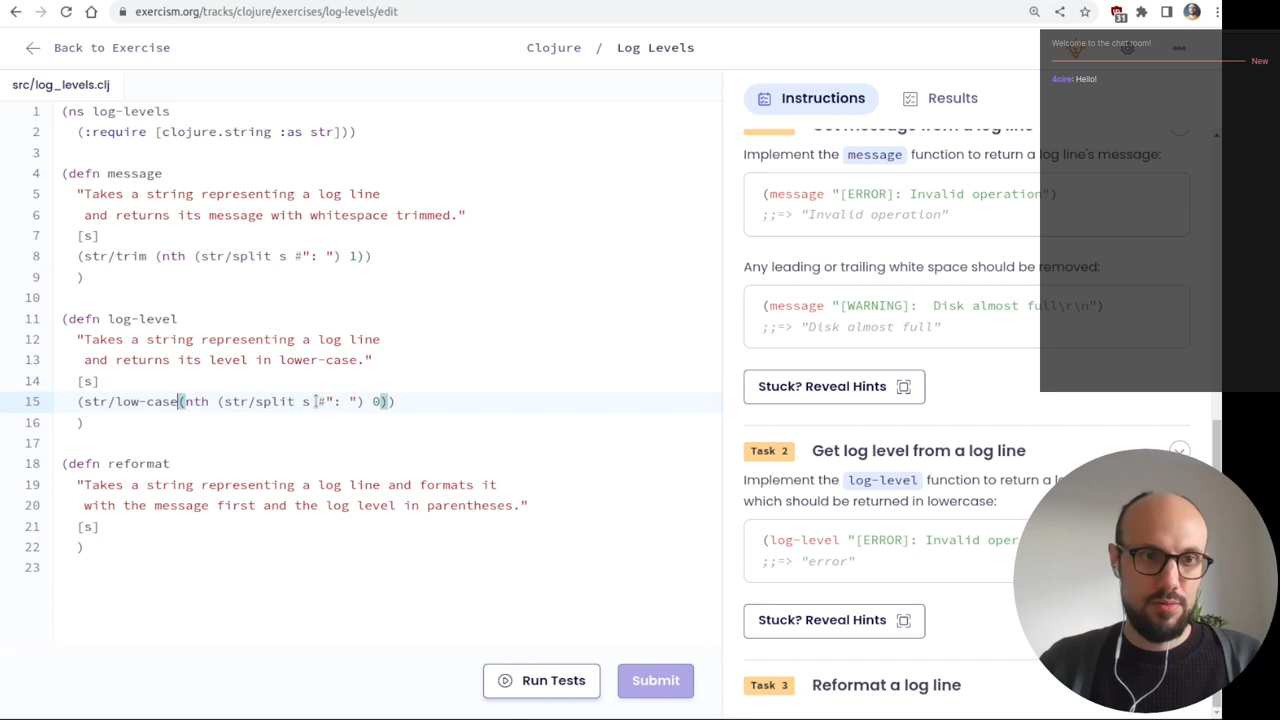 exercism.org/tracks/clojure/exercises/log-levels/edit
31
Back to Exercise
Clojure / Log Levels
src/log_levels.clj
1 (ns log-levels
2 (:require [clojure.string :as str]))
3
4 (defn message
5 "Takes a string representing a log line
6 and returns its message with whitespace trimmed."
7 [s]
8 (str/trim (nth (str/split s #": ") 1))
9 )
10
11 (defn log-level
12 "Takes a string representing a log line
13 and returns its level in lower-case."
14 [s]
15 (str/low-case(nth (str/split s #": ") 0))
16 )
17
18 (defn reformat
19 "Takes a string representing a log line and formats it
20 with the message first and the log level in parentheses."
21 [s]
22 )
23
Run Tests
Submit
Instructions
Results
Get message from a log line
Implement the message function to return a log line's message:
(message "[ERROR]: Invalid operation")
;;=> "Invalid operation"
Any leading or trailing white space should be removed:
(message "[WARNING]:  Disk almost full\r\n")
;;=> "Disk almost full"
Stuck? Reveal Hints
Task 2 Get log level from a log line
Implement the log-level function to return a lo
which should be returned in lowercase:
(log-level "[ERROR]: Invalid oper
;;=> "error"
Stuck? Reveal Hints
Task 3 Reformat a log line
Welcome to the chat room!
New
4cire: Hello!